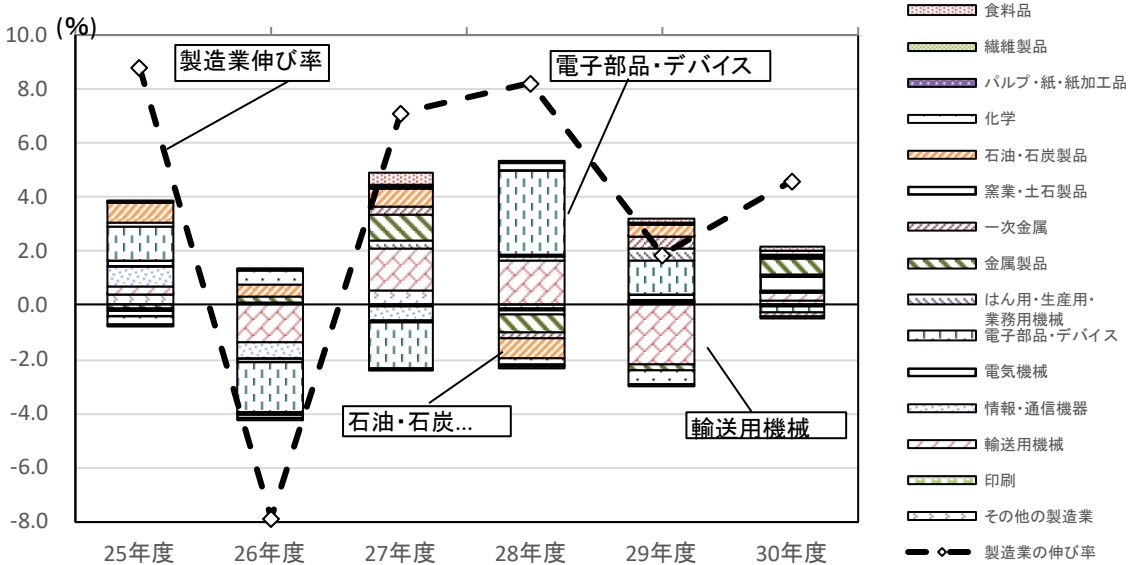 (%)
10.0
8.0
6.0
4.0
2.0
0.0
-2.0
-4.0
-6.0
-8.0
製造業伸び率
電子部品・デバイス
石油・石炭...
輸送用機械
25年度
26年度
27年度
28年度
29年度
30年度
食料品
繊維製品
パルプ・紙・紙加工品
化学
石油・石炭製品
窯業・土石製品
一次金属
金属製品
はん用・生産用・
業務用機械
電子部品・デバイス
電気機械
情報・通信機器
輸送用機械
印刷
その他の製造業
製造業の伸び率